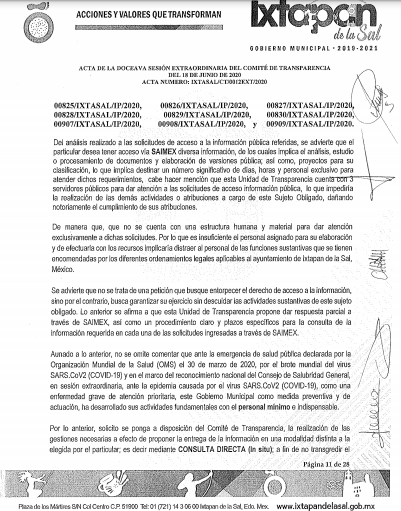 ACCIONES Y VALORES QUE TRANSFORMAN
Ixtapan
de la Sal
GOBIERNO MUNICIPAL • 2019-2021
ACTA DE LA DOCEAVA SESIÓN EXTRAORDINARIA DEL COMITÉ DE TRANSPARENCIA
DEL 18 DE JUNIO DE 2020
ACTA NUMERO: IXTASAL/CT/0012EXT/2020
00825/IXTASAL/IP/2020, 00826/IXTASAL/IP/2020, 00827/IXTASAL/IP/2020,
00828/IXTASAL/IP/2020, 00829/IXTASAL/IP/2020, 00830/IXTASAL/IP/2020,
00907/IXTASAL/IP/2020, 00908/IXTASAL/IP/2020, y 00909/IXTASAL/IP/2020.
Del análisis realizado a las solicitudes de acceso a la información pública referidas, se advierte que el
particular desea tener acceso vía SAIMEX diversa información, de los cuales implica el análisis, estudio
o procesamiento de documentos y elaboración de versiones pública; así como, proyectos para su
clasificación, lo que implica destinar un número significativo de días, horas y personal exclusivo para
atender dichos requerimientos, cabe hacer mención que esta Unidad de Transparencia cuenta con 3
servidores públicos para dar atención a las solicitudes de acceso información pública, lo que impediría
la realización de las demás actividades o atribuciones a cargo de este Sujeto Obligado, dañando
notoriamente el cumplimiento de sus atribuciones.
De manera que, que no se cuenta con una estructura humana y material para dar atención
exclusivamente a dichas solicitudes. Por lo que es insuficiente el personal asignado para su elaboración
y de efectuarla con los recursos implicaría distraer al personal de las funciones sustantivas que se tienen
encomendadas por los diferentes ordenamientos legales aplicables al ayuntamiento de Ixtapan de la Sal,
México.
Se advierte que no se trata de una petición que busque entorpecer el derecho de acceso a la información,
sino por el contrario, busca garantizar su ejercicio sin descuidar las actividades sustantivas de este sujeto
obligado. Lo anterior se afirma a que esta Unidad de Transparencia propone dar respuesta parcial a
través de SAIMEX, así como un procedimiento claro y plazos específicos para la consulta de la
información requerida en cada una de las solicitudes ingresadas a través de SAIMEX.
Aunado a lo anterior, no se omite comentar que ante la emergencia de salud pública declarada por la
Organización Mundial de la Salud (OMS) el 30 de marzo de 2020, por el brote mundial del virus
SARS.CoV2 (COVID-19) y en el marco del reconocimiento nacional del Consejo de Salubridad General,
en sesión extraordinaria, ante la epidemia causada por el virus SARS.CoV2 (COVID-19), como una
enfermedad grave de atención prioritaria, este Gobierno Municipal como medida preventiva y de
actuación, ha desarrollado sus actividades fundamentales con el personal mínimo e indispensable.
Por lo anterior, solicito se ponga a disposición del Comité de Transparencia, la realización de las
gestiones necesarias a efecto de proponer la entrega de la información en una modalidad distinta a la
elegida por el particular; es decir mediante CONSULTA DIRECTA (In situ); a fin de no transgredir el
Página 11 de 28
Plaza de los Mártires S/N Col Centro C.P. 51900 Tel: 01 (721) 14 3 06 00 Ixtapan de la Sal, Edo. Mex. www.ixtapandelasal.gob.mx